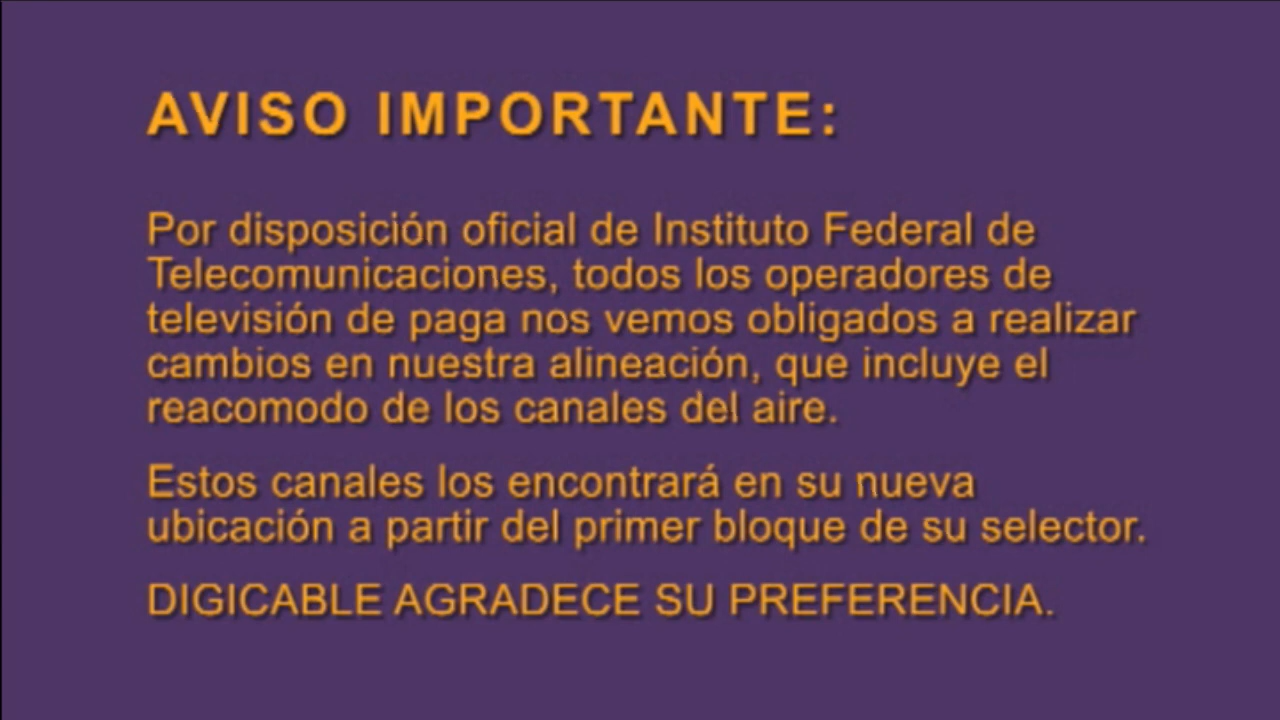 AVISO IMPORTANTE:
Por disposición oficial de Instituto Federal de
Telecomunicaciones, todos los operadores de
televisión de paga nos vemos obligados a realizar
cambios en nuestra alineación, que incluye el
reacomodo de los canales del aire.
Estos canales los encontrará en su nueva
ubicación a partir del primer bloque de su selector.
DIGICABLE AGRADECE SU PREFERENCIA.